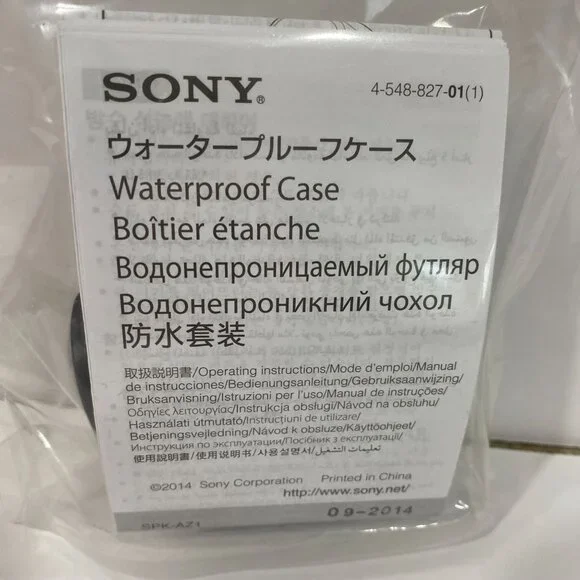 SONY®
4-548-827-01(1)
ウォータープルーフケース
Waterproof Case
Boîtier étanche
Водонепроницаемый футляр
Водонепроникний чохол
防水套装
取扱説明書/Operating instructions/Mode d'emploi/Manual
de instrucciones/Bedienungsanleitung/Gebruiksaanwijzing/
Bruksanvisning/Istruzioni per l'uso/Manual de instruções/
Οδηγίες λειτουργίας/Instrukcja obsługi/Návod na obsluhu/
Használati útmutató/Instrucțiuni de utilizare/
Betjeningsvejledning/Návod k obsluze/Käyttöohjeet/
Инструкция по эксплуатации/Посібник з експлуатації/
使用說明書/使用说明书/사용설명서/تعليمات التشغيل
©2014 Sony Corporation Printed in China
http://www.sony.net/
09-2014
SPK-AZ1